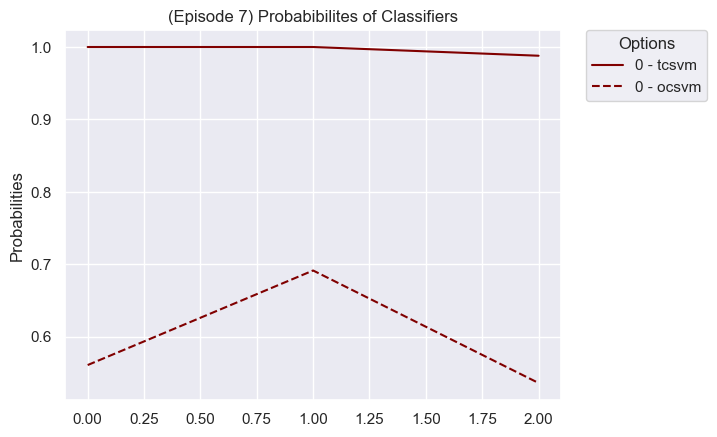 (Episode 7) Probabibilites of Classifiers
Options
0 - tcsvm
0 - ocsvm
Probabilities
1.0
0.9
0.8
0.7
0.6
0.00 0.25 0.50 0.75 1.00 1.25 1.50 1.75 2.00